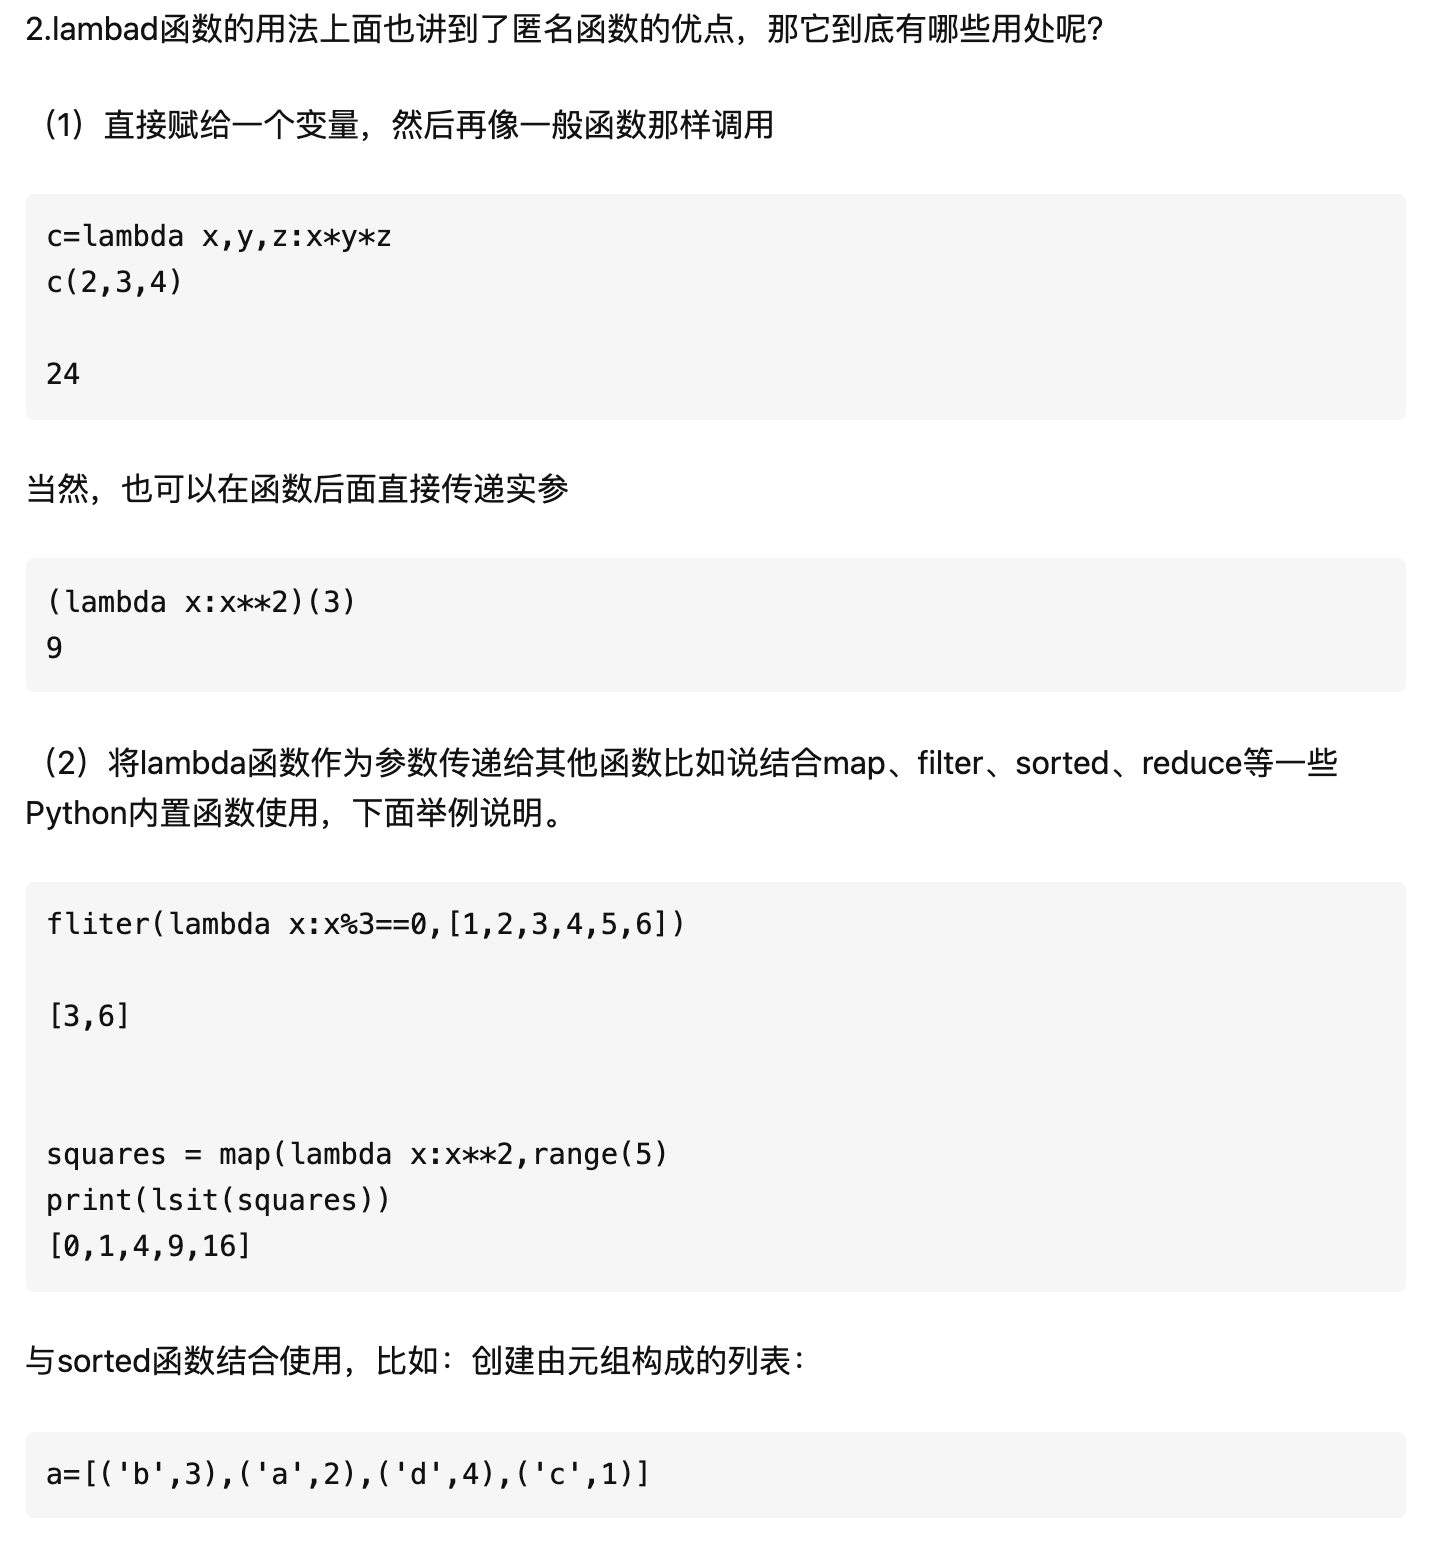 2.lambad函数的用法上面也讲到了匿名函数的优点，那它到底有哪些用处呢?
（1）直接赋给一个变量，然后再像一般函数那样调用
c=lambda x,y,z:x*y*z
c(2,3,4)
24
当然，也可以在函数后面直接传递实参
(lambda x:x**2)(3)
9
（2）将lambda函数作为参数传递给其他函数比如说结合map、filter、sorted、reduce等一些
Python内置函数使用，下面举例说明。
fliter(lambda x:x%3==0,[1,2,3,4,5,6])
[3,6]
squares = map(lambda x:x**2,range(5)
print(lsit(squares))
[0,1,4,9,16]
与sorted函数结合使用，比如：创建由元组构成的列表：
a=[('b',3),('a',2),('d',4),('c',1)]